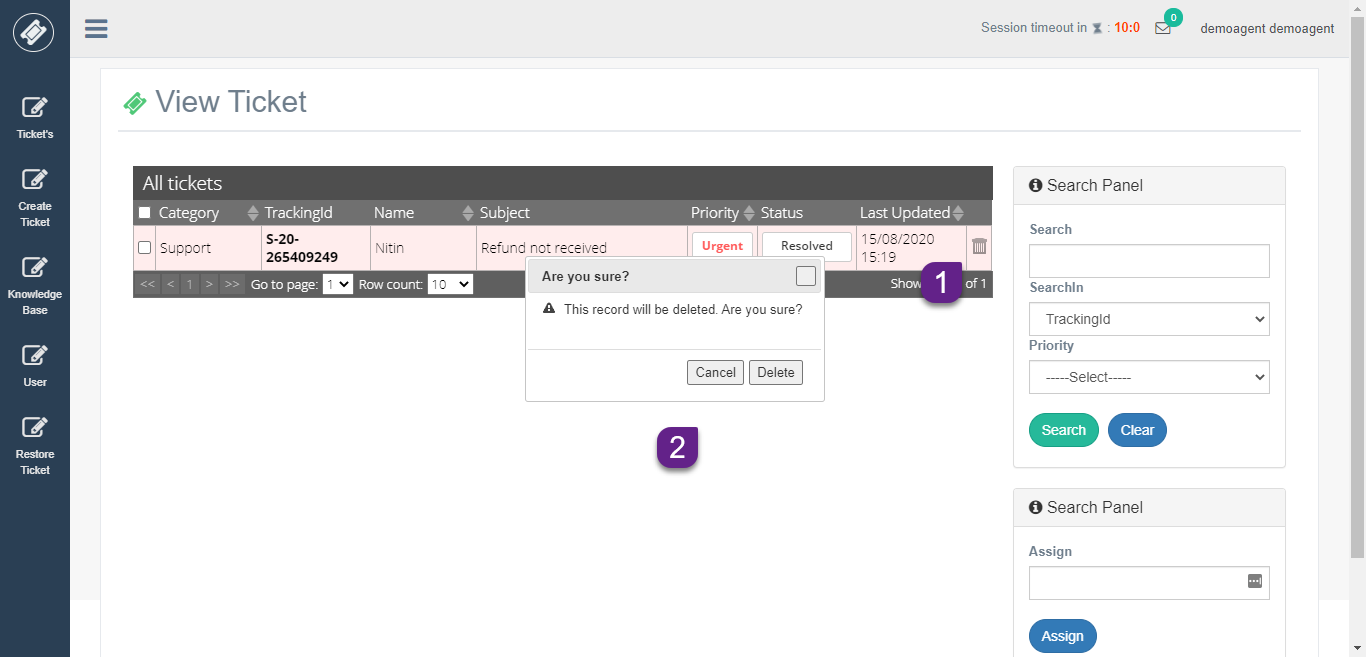 Session timeout in : 10:0
0
demoagent demoagent
Ticket's
Create
Ticket
Knowledge
Base
User
Restore
Ticket
View Ticket
All tickets
Category TrackingId Name Subject Priority Status Last Updated
Support S-20-265409249 Nitin Refund not received Urgent Resolved 15/08/2020 15:19
<< < 1 > >> Go to page: 1 Row count: 10 Show of 1
1
Are you sure?
This record will be deleted. Are you sure?
Cancel Delete
2
Search Panel
Search
SearchIn
TrackingId
Priority
-----Select-----
Search Clear
Search Panel
Assign
Assign